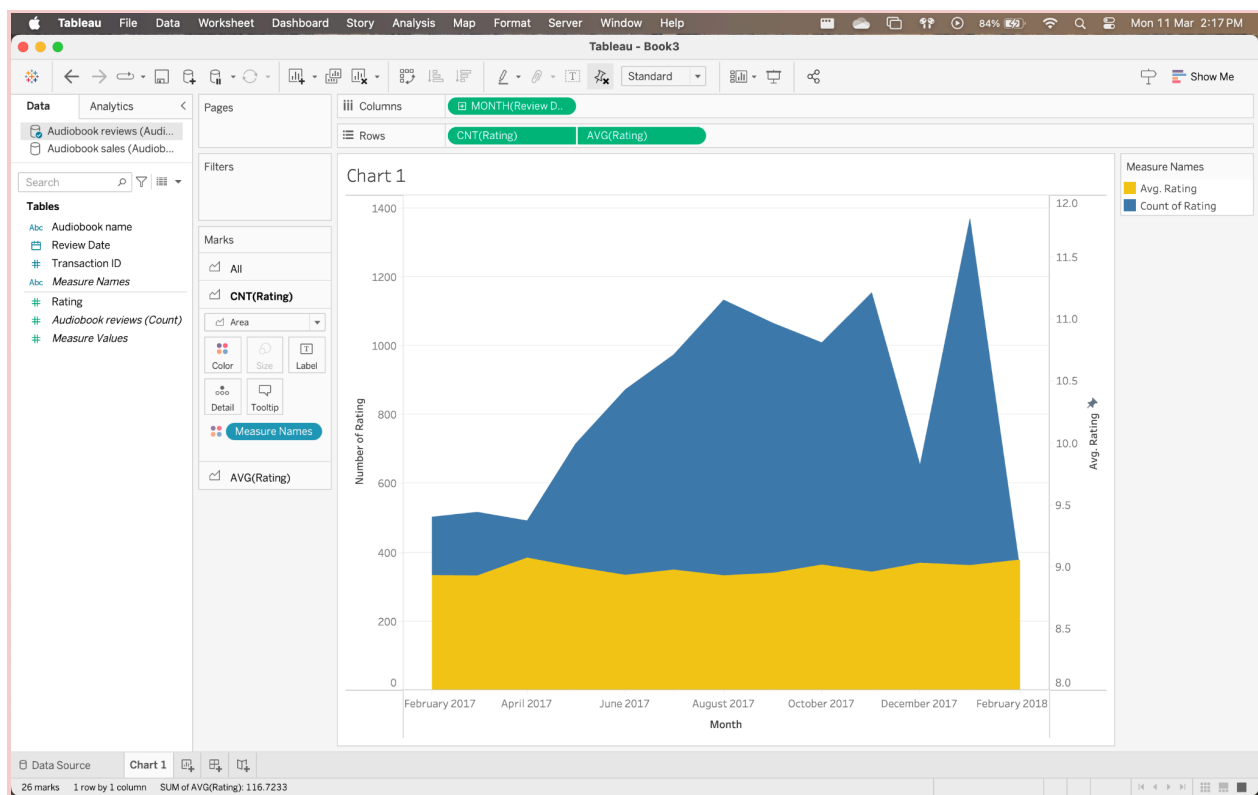 Tableau File Data Worksheet Dashboard Story Analysis Map Format Server Window Help 84% Mon 11 Mar 2:17 PM
Tableau - Book3
Standard
Show Me
Data Analytics
Audiobook reviews (Audi...
Audiobook sales (Audiob...
Search
Tables
Abc Audiobook name
Review Date
# Transaction ID
Abc Measure Names
# Rating
# Audiobook reviews (Count)
# Measure Values
Pages
Filters
Marks
All
CNT(Rating)
Area
Color Size Label
Detail Tooltip
Measure Names
AVG(Rating)
Columns MONTH(Review D..
Rows CNT(Rating) AVG(Rating)
Chart 1
Number of Rating
1400
1200
1000
800
600
400
200
0
12.0
11.5
11.0
10.5
10.0
9.5
9.0
8.5
8.0
Avg. Rating
February 2017 April 2017 June 2017 August 2017 October 2017 December 2017 February 2018
Month
Measure Names
Avg. Rating
Count of Rating
Data Source Chart 1
26 marks 1 row by 1 column SUM of AVG(Rating): 116.7233